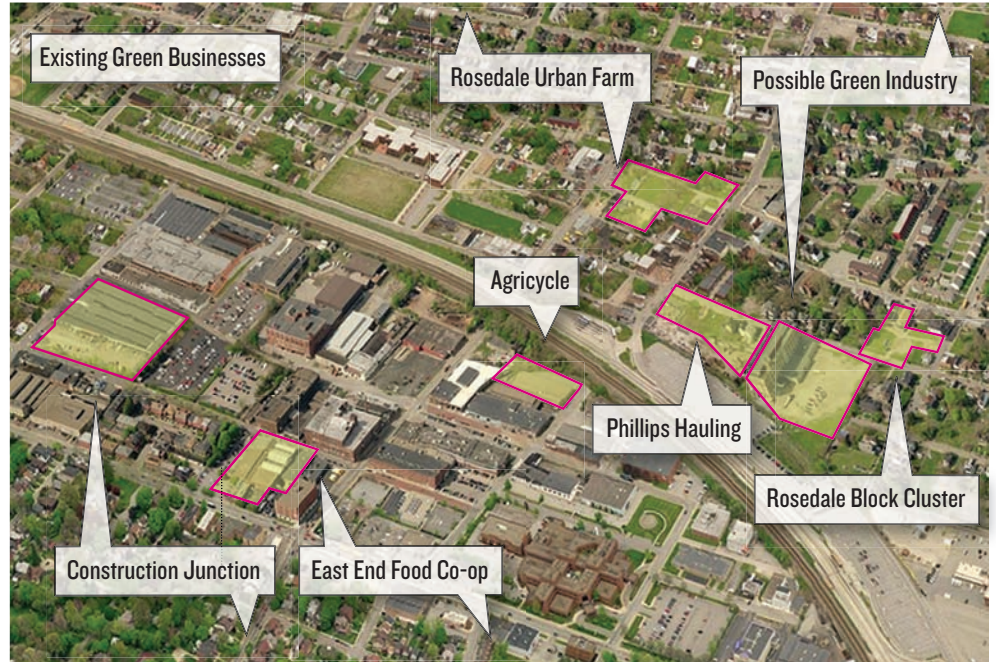 Existing Green Businesses
Rosedale Urban Farm
Possible Green Industry
Agricycle
Phillips Hauling
Rosedale Block Cluster
Construction Junction
East End Food Co-op